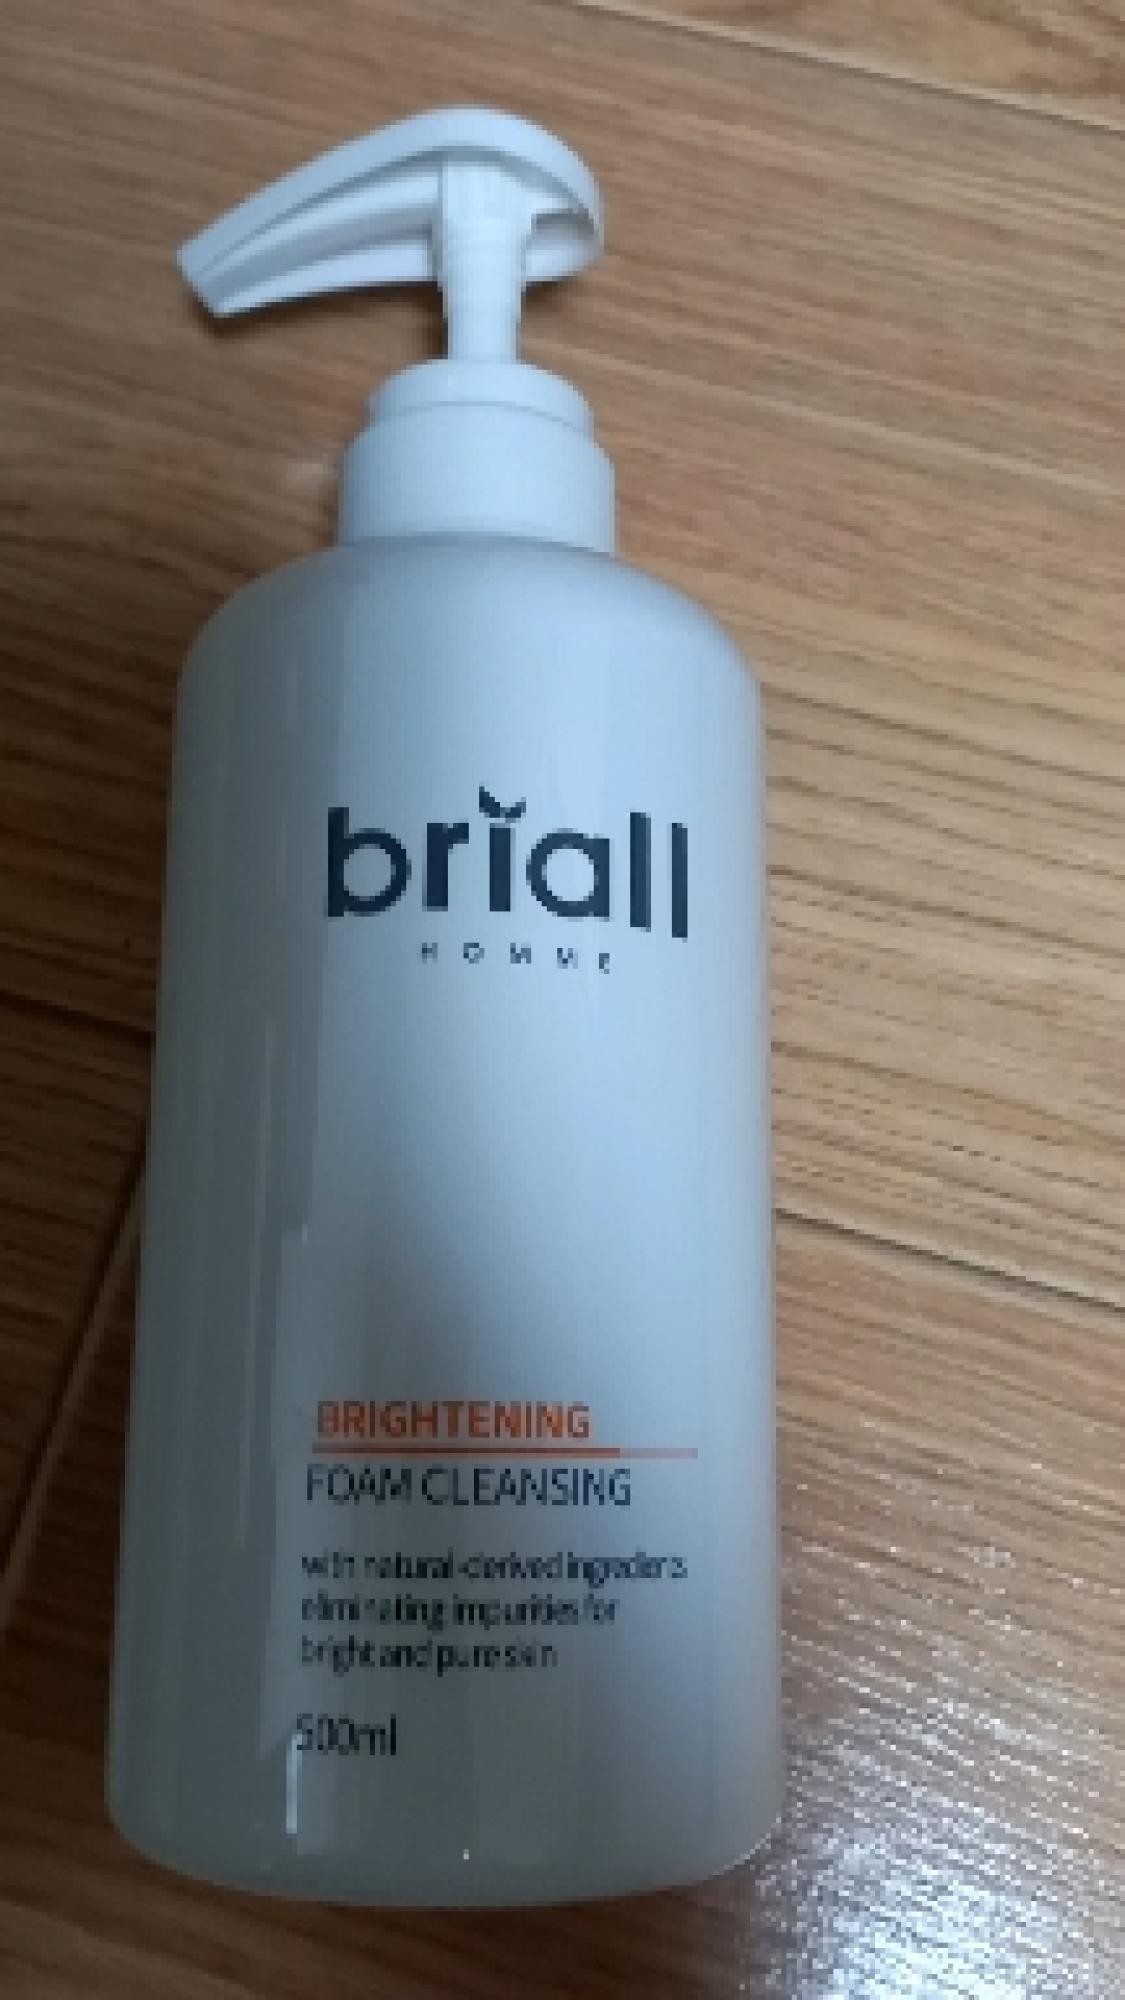 briall
HOMME
BRIGHTENING
FOAM CLEANSING
with natural-derived ingredients
eliminating impurities for
bright and pure skin
500ml